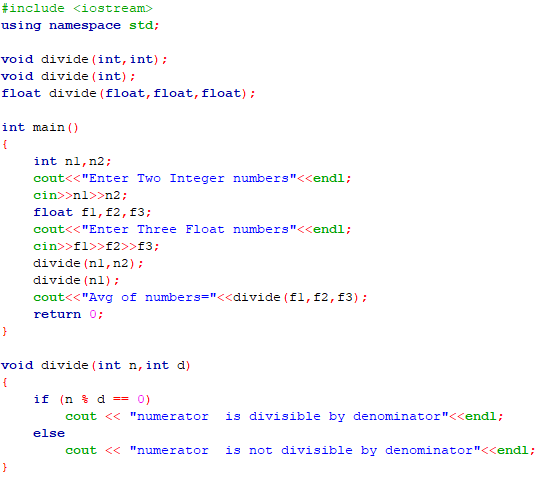 #include <iostream>
using namespace std;
void divide(int,int);
void divide(int);
float divide(float,float,float);
int main()
{
int n1,n2;
cout<<"Enter Two Integer numbers"<<endl;
cin>>n1>>n2;
float f1,f2,f3;
cout<<"Enter Three Float numbers"<<endl;
cin>>f1>>f2>>f3;
divide(n1,n2);
divide(n1);
cout<<"Avg of numbers="<<divide(f1,f2,f3);
return 0;
}
void divide(int n,int d)
{
if (n % d == 0)
cout << "numerator  is divisible by denominator"<<endl;
else
cout << "numerator  is not divisible by denominator"<<endl;
}